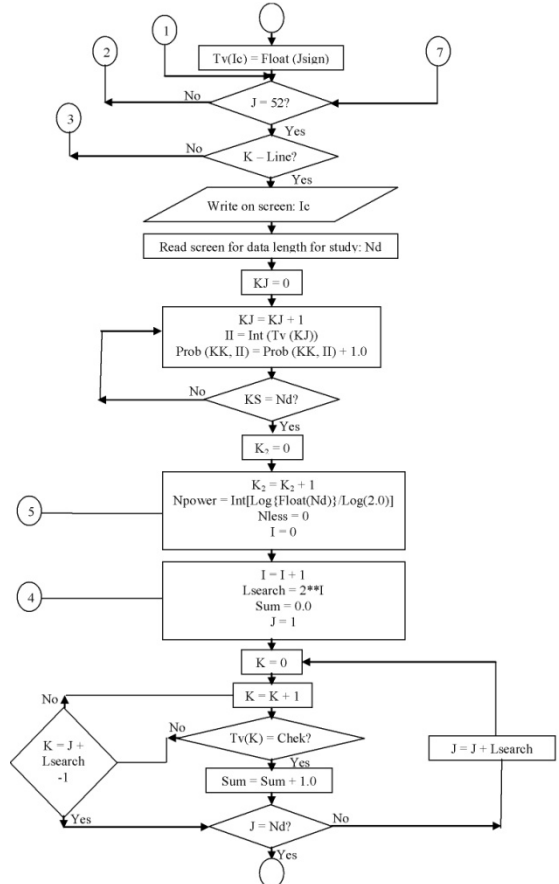 1
Tv(Ic) = Float (Jsign)
2
No
J = 52?
7
Yes
3
No
K – Line?
Yes
Write on screen: Ic
Read screen for data length for study: Nd
KJ = 0
KJ = KJ + 1
II = Int (Tv (KJ))
Prob (KK, II) = Prob (KK, II) + 1.0
No
KS = Nd?
Yes
K₂ = 0
K₂ = K₂ + 1
Npower = Int[Log{Float(Nd)}/Log(2.0)]
Nless = 0
I = 0
5
I = I + 1
Lsearch = 2**I
Sum = 0.0
J = 1
4
K = 0
No
K = K + 1
K = J +
Lsearch
-1
No
Tv(K) = Chek?
J = J + Lsearch
Yes
Sum = Sum + 1.0
Yes
J = Nd?
No
Yes